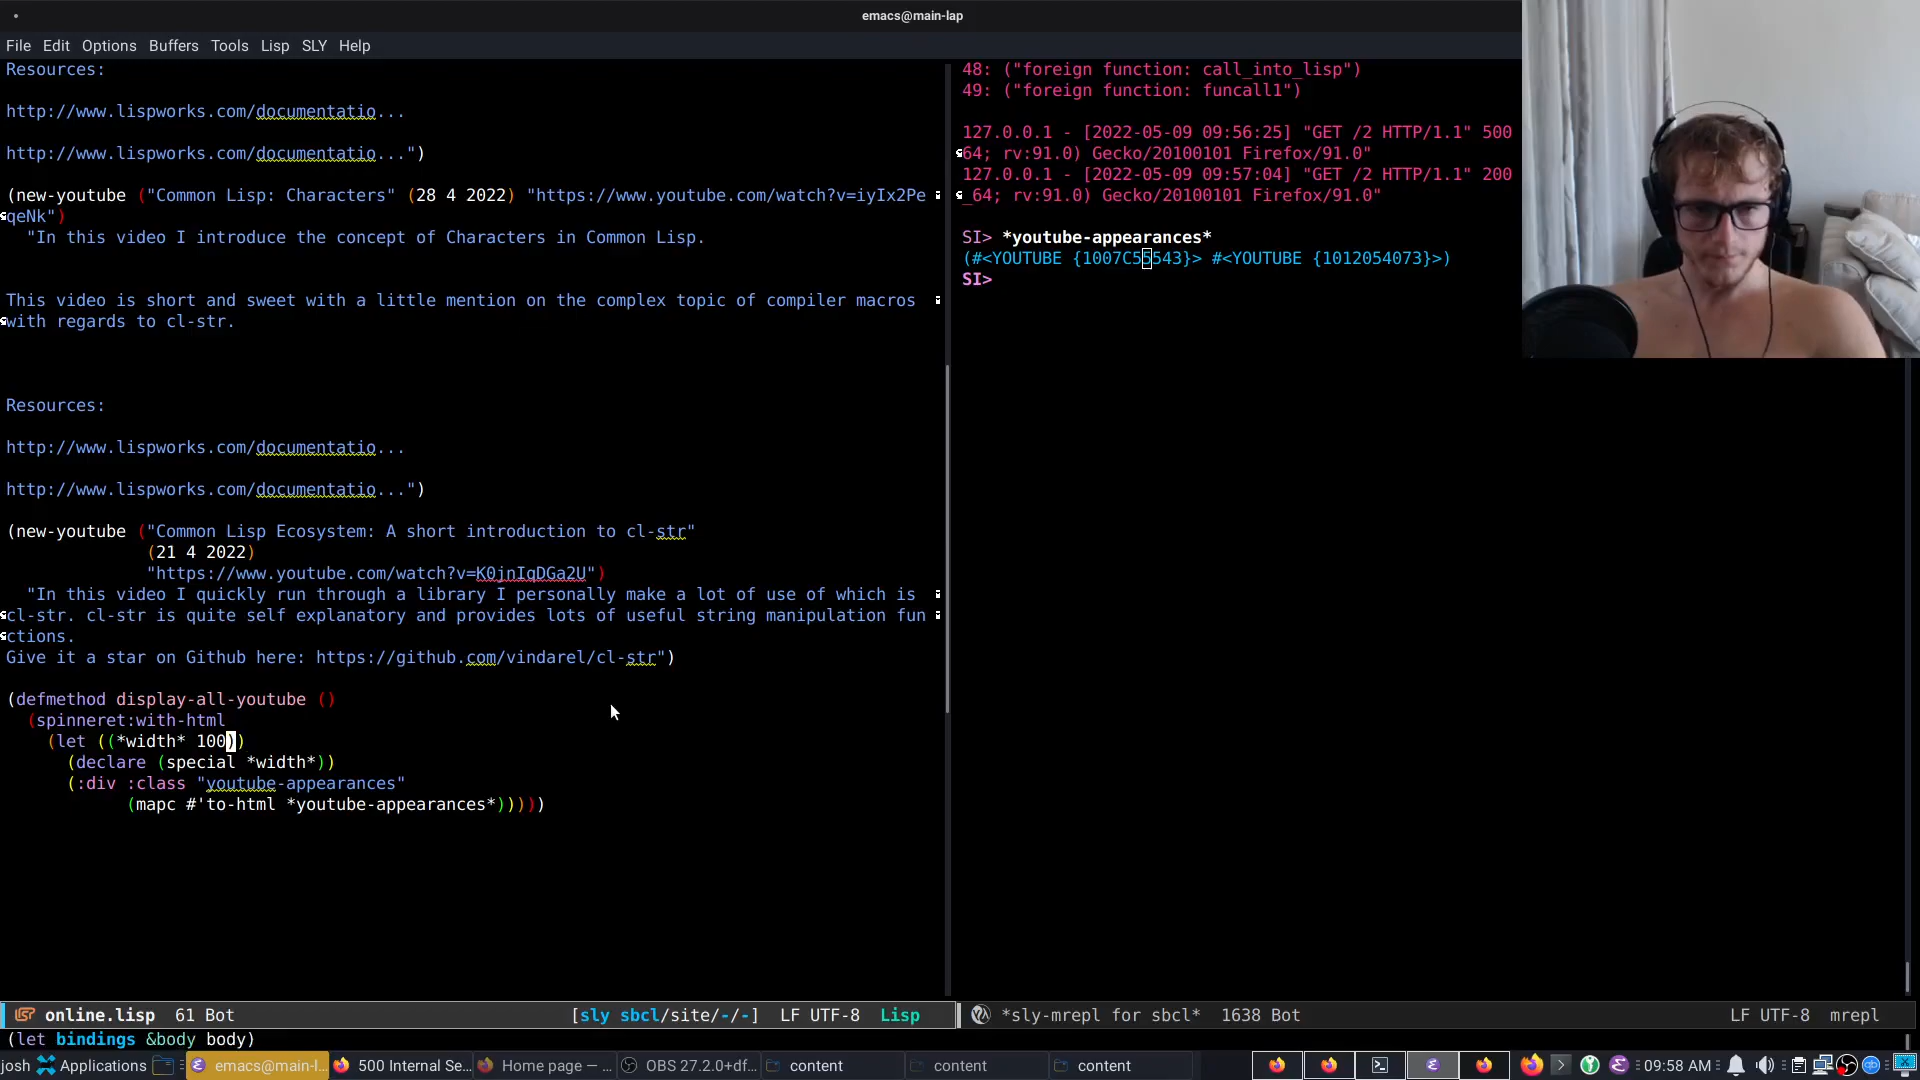 emacs@main-lap
File Edit Options Buffers Tools Lisp SLY Help
Resources:
http://www.lispworks.com/documentatio...
http://www.lispworks.com/documentatio...")
(new-youtube ("Common Lisp: Characters" (28 4 2022) "https://www.youtube.com/watch?v=iyIx2Pe
qeNk")
"In this video I introduce the concept of Characters in Common Lisp.
This video is short and sweet with a little mention on the complex topic of compiler macros
with regards to cl-str.
Resources:
http://www.lispworks.com/documentatio...
http://www.lispworks.com/documentatio...")
(new-youtube ("Common Lisp Ecosystem: A short introduction to cl-str"
(21 4 2022)
"https://www.youtube.com/watch?v=K0jnIqDGa2U")
"In this video I quickly run through a library I personally make a lot of use of which is
cl-str. cl-str is quite self explanatory and provides lots of useful string manipulation fun
ctions.
Give it a star on Github here: https://github.com/vindarel/cl-str")
(defmethod display-all-youtube ()
(spinneret:with-html
(let ((*width* 100))
(declare (special *width*))
(:div :class "youtube-appearances"
(mapc #'to-html *youtube-appearances*)))))
48: ("foreign function: call_into_lisp")
49: ("foreign function: funcall1")
127.0.0.1 - [2022-05-09 09:56:25] "GET /2 HTTP/1.1" 500
64; rv:91.0) Gecko/20100101 Firefox/91.0"
127.0.0.1 - [2022-05-09 09:57:04] "GET /2 HTTP/1.1" 200
_64; rv:91.0) Gecko/20100101 Firefox/91.0"
SI> *youtube-appearances*
(#<YOUTUBE {1007C55543}> #<YOUTUBE {1012054073}>)
SI>
online.lisp 61 Bot [sly sbcl/site/-/-] LF UTF-8 Lisp
*sly-mrepl for sbcl* 1638 Bot LF UTF-8 mrepl
(let bindings &body body)
josh Applications emacs@main-l... 500 Internal Se... Home page — ... OBS 27.2.0+df... content content content 09:58 AM